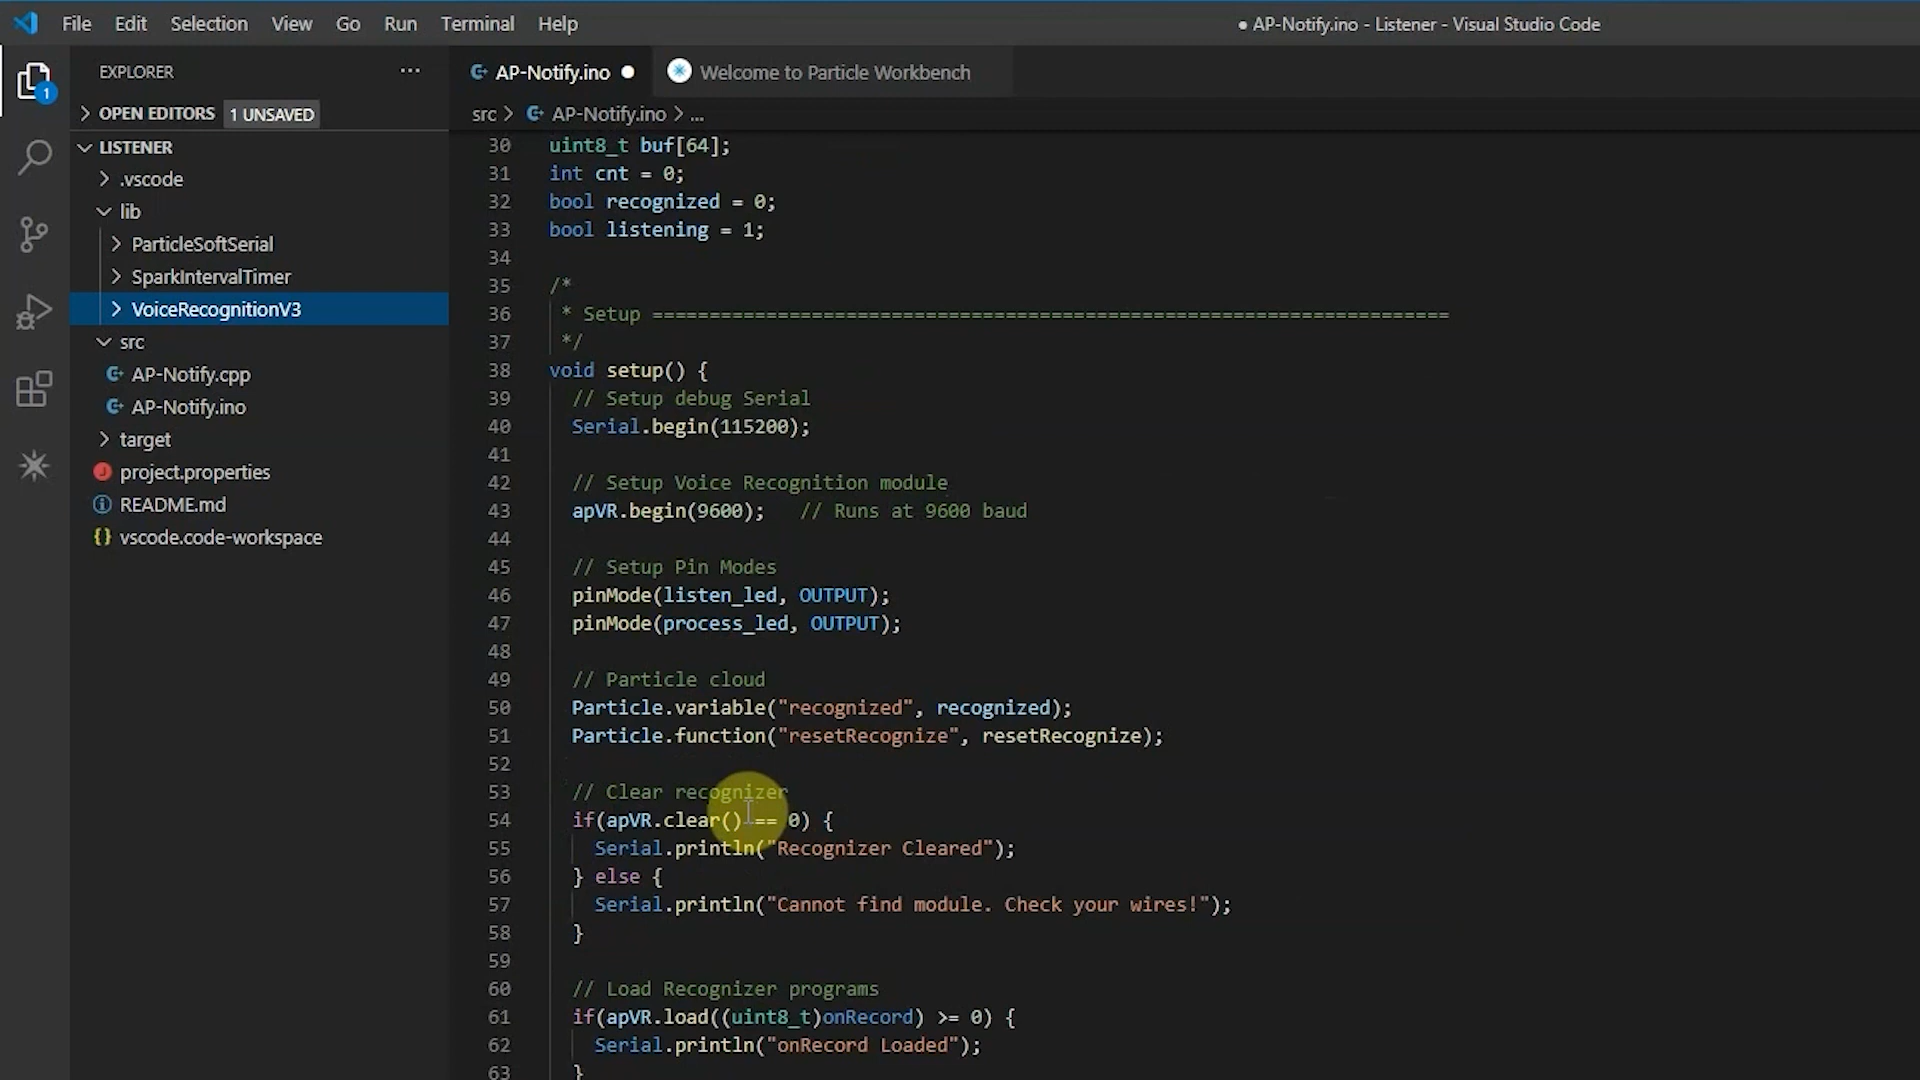 File Edit Selection View Go Run Terminal Help
● AP-Notify.ino - Listener - Visual Studio Code
EXPLORER ...
1
OPEN EDITORS 1 UNSAVED
LISTENER
.vscode
lib
ParticleSoftSerial
SparkIntervalTimer
VoiceRecognitionV3
src
AP-Notify.cpp
AP-Notify.ino
target
project.properties
README.md
{} vscode.code-workspace
AP-Notify.ino ● Welcome to Particle Workbench
src > AP-Notify.ino > ...
30 uint8_t buf[64];
31 int cnt = 0;
32 bool recognized = 0;
33 bool listening = 1;
34
35 /*
36 * Setup ======================================================================
37 */
38 void setup() {
39 // Setup debug Serial
40 Serial.begin(115200);
41
42 // Setup Voice Recognition module
43 apVR.begin(9600); // Runs at 9600 baud
44
45 // Setup Pin Modes
46 pinMode(listen_led, OUTPUT);
47 pinMode(process_led, OUTPUT);
48
49 // Particle cloud
50 Particle.variable("recognized", recognized);
51 Particle.function("resetRecognize", resetRecognize);
52
53 // Clear recognizer
54 if(apVR.clear() == 0) {
55 Serial.println("Recognizer Cleared");
56 } else {
57 Serial.println("Cannot find module. Check your wires!");
58 }
59
60 // Load Recognizer programs
61 if(apVR.load((uint8_t)onRecord) >= 0) {
62 Serial.println("onRecord Loaded");
63 }